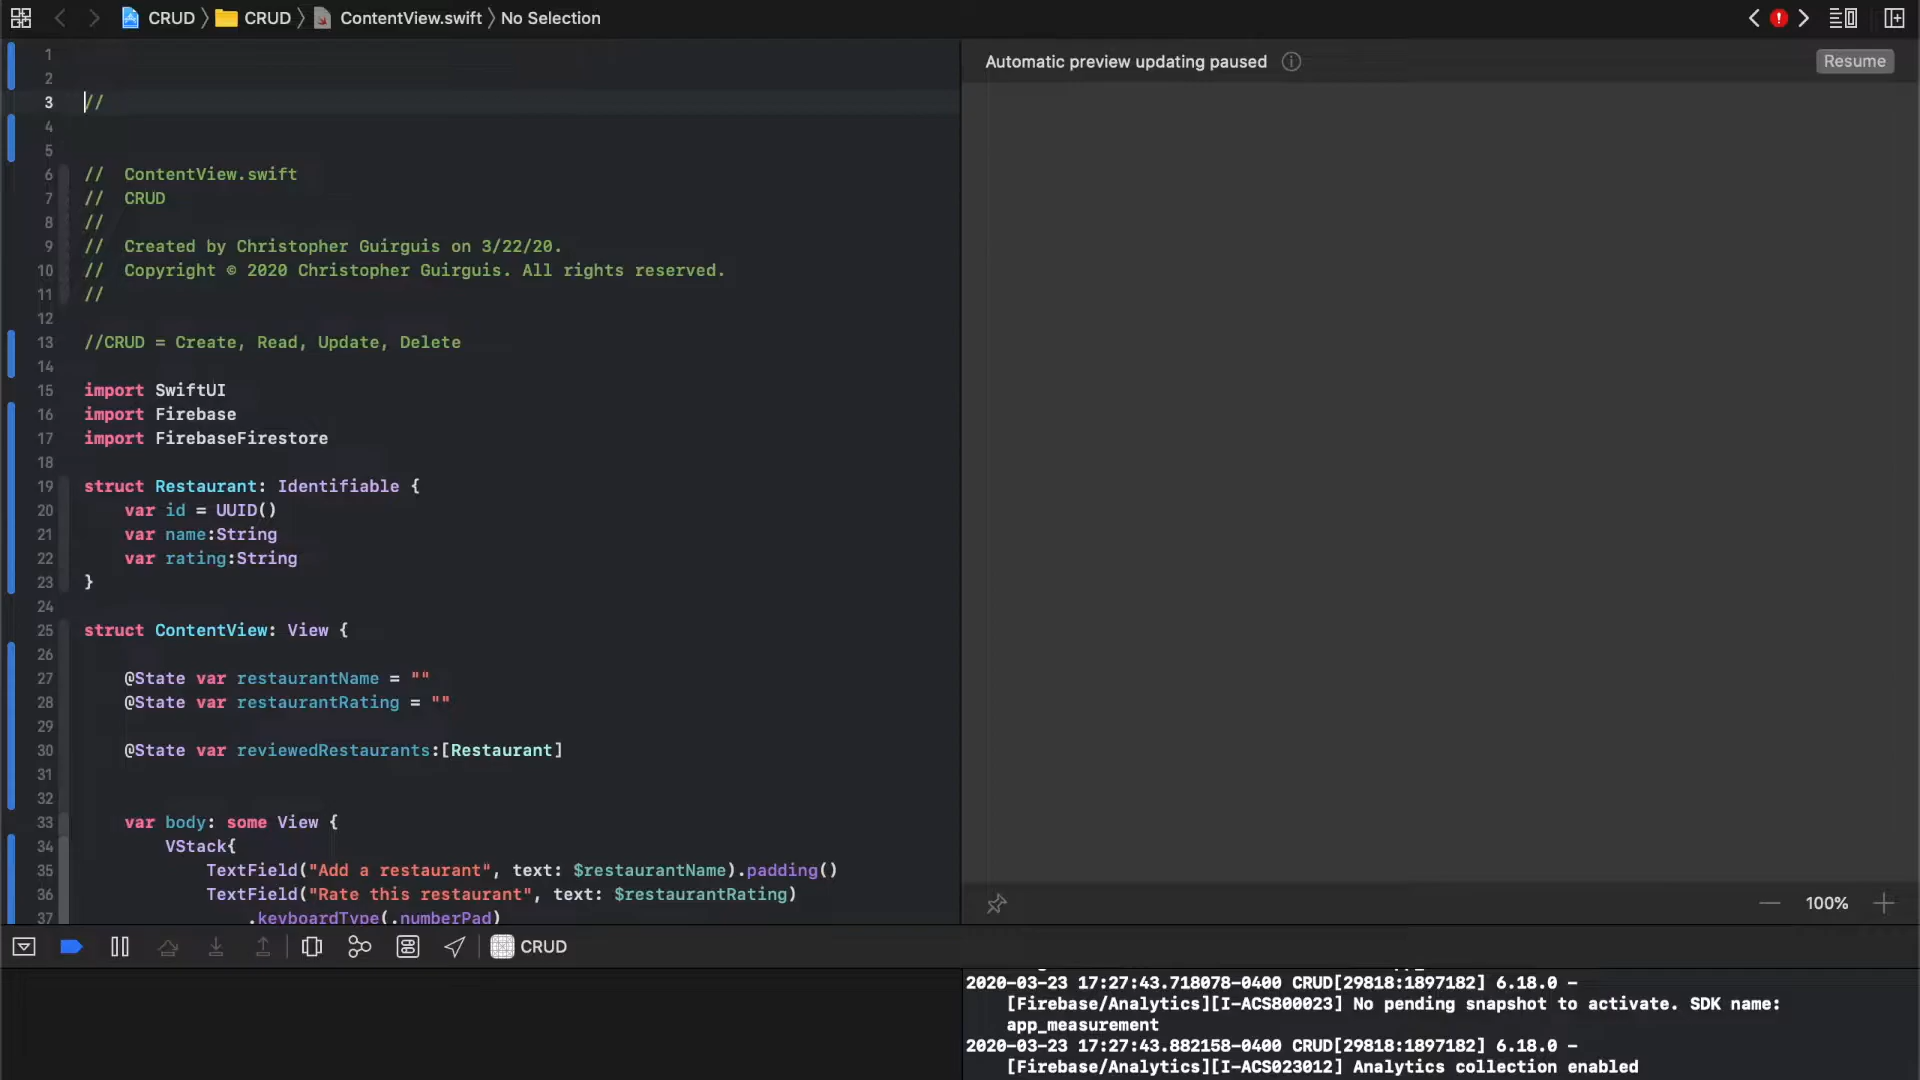 CRUD 〉 CRUD 〉 ContentView.swift 〉 No Selection
1
2
3 //
4
5
6 //  ContentView.swift
7 //  CRUD
8 //
9 //  Created by Christopher Guirguis on 3/22/20.
10 //  Copyright © 2020 Christopher Guirguis. All rights reserved.
11 //
12
13 //CRUD = Create, Read, Update, Delete
14
15 import SwiftUI
16 import Firebase
17 import FirebaseFirestore
18
19 struct Restaurant: Identifiable {
20     var id = UUID()
21     var name:String
22     var rating:String
23 }
24
25 struct ContentView: View {
26
27     @State var restaurantName = ""
28     @State var restaurantRating = ""
29
30     @State var reviewedRestaurants:[Restaurant]
31
32
33     var body: some View {
34         VStack{
35             TextField("Add a restaurant", text: $restaurantName).padding()
36             TextField("Rate this restaurant", text: $restaurantRating)
37                 .keyboardType(.numberPad)
Automatic preview updating paused
Resume
100%
CRUD
2020-03-23 17:27:43.718078-0400 CRUD[29818:1897182] 6.18.0 -
[Firebase/Analytics][I-ACS800023] No pending snapshot to activate. SDK name:
app_measurement
2020-03-23 17:27:43.882158-0400 CRUD[29818:1897182] 6.18.0 -
[Firebase/Analytics][I-ACS023012] Analytics collection enabled